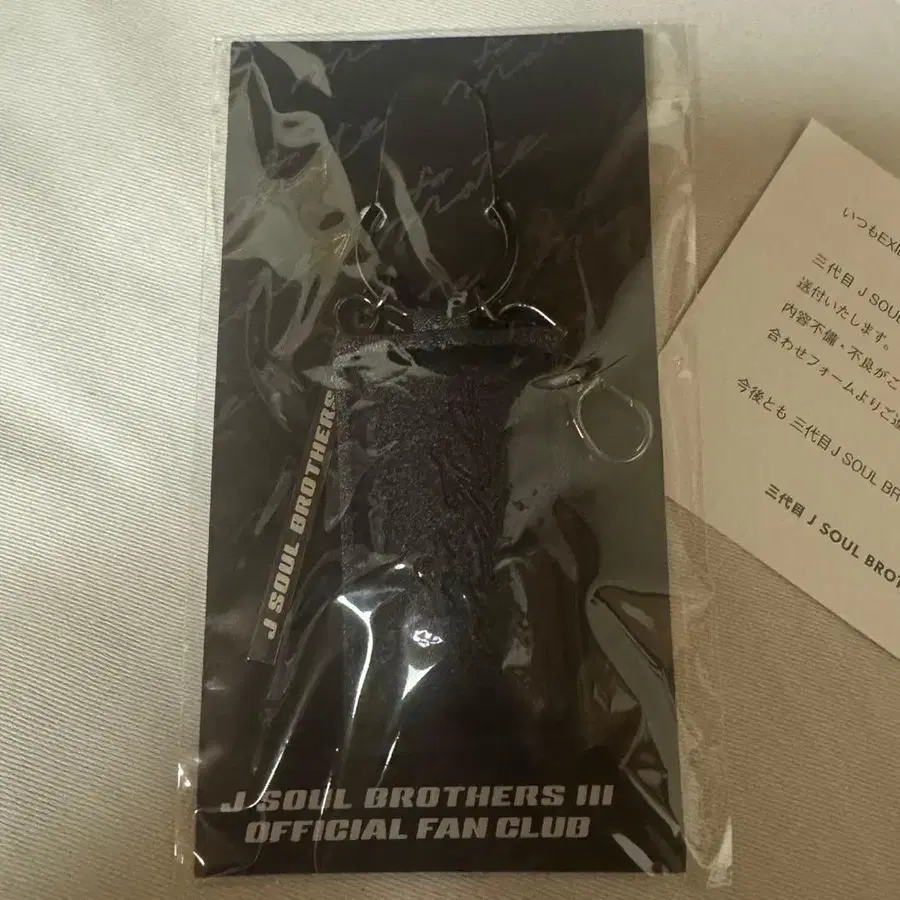 J SOUL BROTHERS
J SOUL BROTHERS III
OFFICIAL FAN CLUB
いつもEXI
三代目 J SOUL
送付いたします。
内容不備・不良がご
合わせフォームよりご
今後とも 三代目 J SOUL BR
三代目 J SOUL BROT